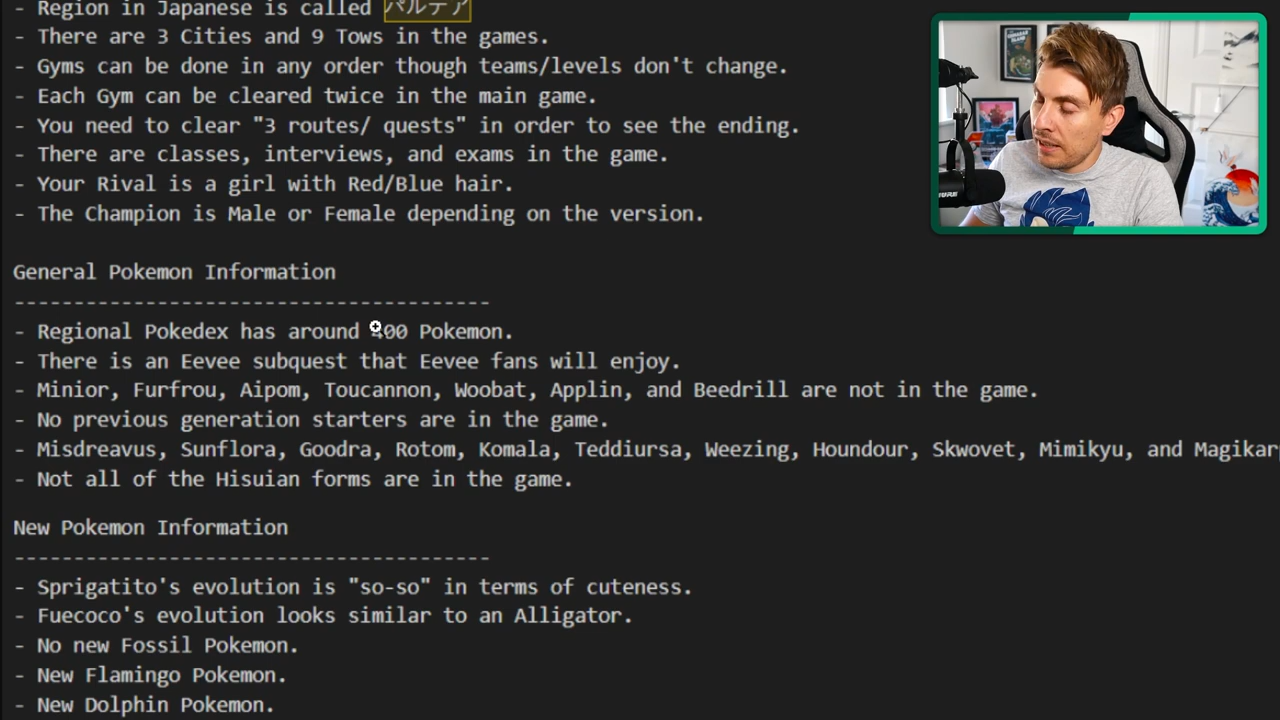 - Region in Japanese is called パルデア
- There are 3 Cities and 9 Tows in the games.
- Gyms can be done in any order though teams/levels don't change.
- Each Gym can be cleared twice in the main game.
- You need to clear "3 routes/ quests" in order to see the ending.
- There are classes, interviews, and exams in the game.
- Your Rival is a girl with Red/Blue hair.
- The Champion is Male or Female depending on the version.
General Pokemon Information
----------------------------------------
- Regional Pokedex has around 400 Pokemon.
- There is an Eevee subquest that Eevee fans will enjoy.
- Minior, Furfrou, Aipom, Toucannon, Woobat, Applin, and Beedrill are not in the game.
- No previous generation starters are in the game.
- Misdreavus, Sunflora, Goodra, Rotom, Komala, Teddiursa, Weezing, Houndour, Skwovet, Mimikyu, and Magikar
- Not all of the Hisuian forms are in the game.
New Pokemon Information
----------------------------------------
- Sprigatito's evolution is "so-so" in terms of cuteness.
- Fuecoco's evolution looks similar to an Alligator.
- No new Fossil Pokemon.
- New Flamingo Pokemon.
- New Dolphin Pokemon.